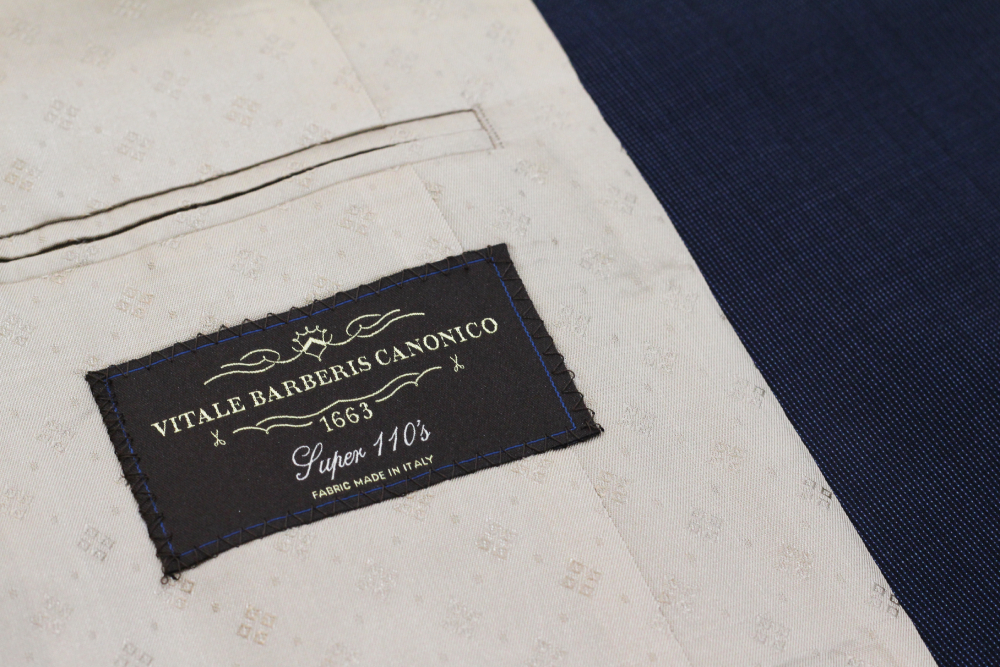 VITALE BARBERIS CANONICO
1663
Super 110's
FABRIC MADE IN ITALY